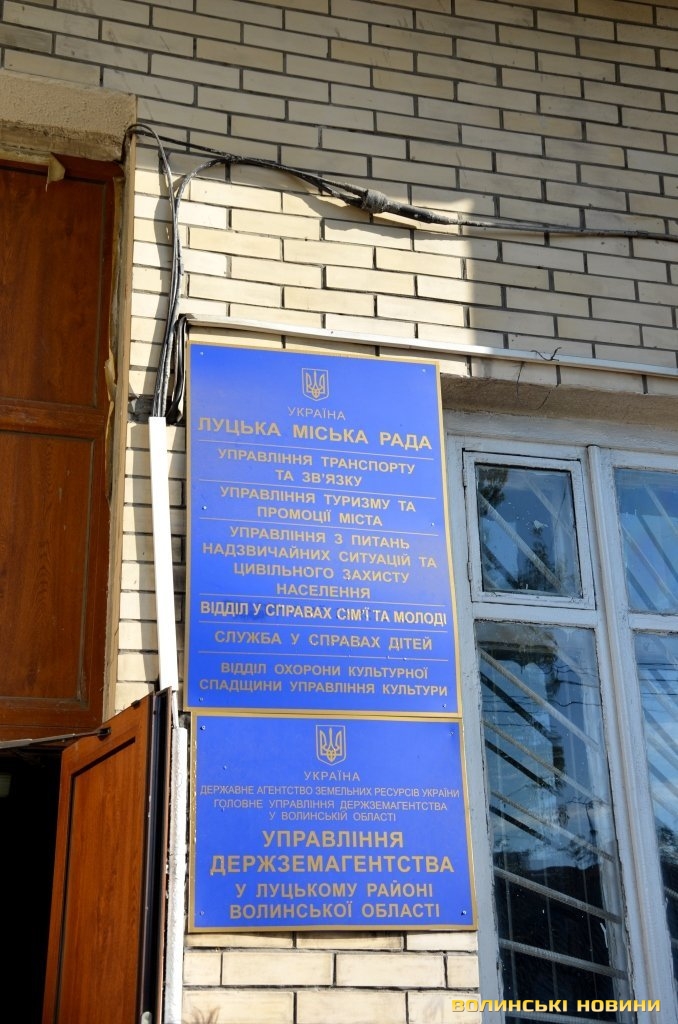 УКРАЇНА
ЛУЦЬКА МІСЬКА РАДА
УПРАВЛІННЯ ТРАНСПОРТУ
ТА ЗВ'ЯЗКУ
УПРАВЛІННЯ ТУРИЗМУ ТА
ПРОМОЦІЇ МІСТА
УПРАВЛІННЯ З ПИТАНЬ
НАДЗВИЧАЙНИХ СИТУАЦІЙ ТА
ЦИВІЛЬНОГО ЗАХИСТУ
НАСЕЛЕННЯ
ВІДДІЛ У СПРАВАХ СІМ'Ї ТА МОЛОДІ
СЛУЖБА У СПРАВАХ ДІТЕЙ
ВІДДІЛ ОХОРОНИ КУЛЬТУРНОЇ
СПАДЩИНИ УПРАВЛІННЯ КУЛЬТУРИ
УКРАЇНА
ДЕРЖАВНЕ АГЕНТСТВО ЗЕМЕЛЬНИХ РЕСУРСІВ УКРАЇНИ
ГОЛОВНЕ УПРАВЛІННЯ ДЕРЖЗЕМАГЕНТСТВА
У ВОЛИНСЬКІЙ ОБЛАСТІ
УПРАВЛІННЯ
ДЕРЖЗЕМАГЕНТСТВА
У ЛУЦЬКОМУ РАЙОНІ
ВОЛИНСЬКОЇ ОБЛАСТІ
ВОЛИНСЬКІ НОВИНИ